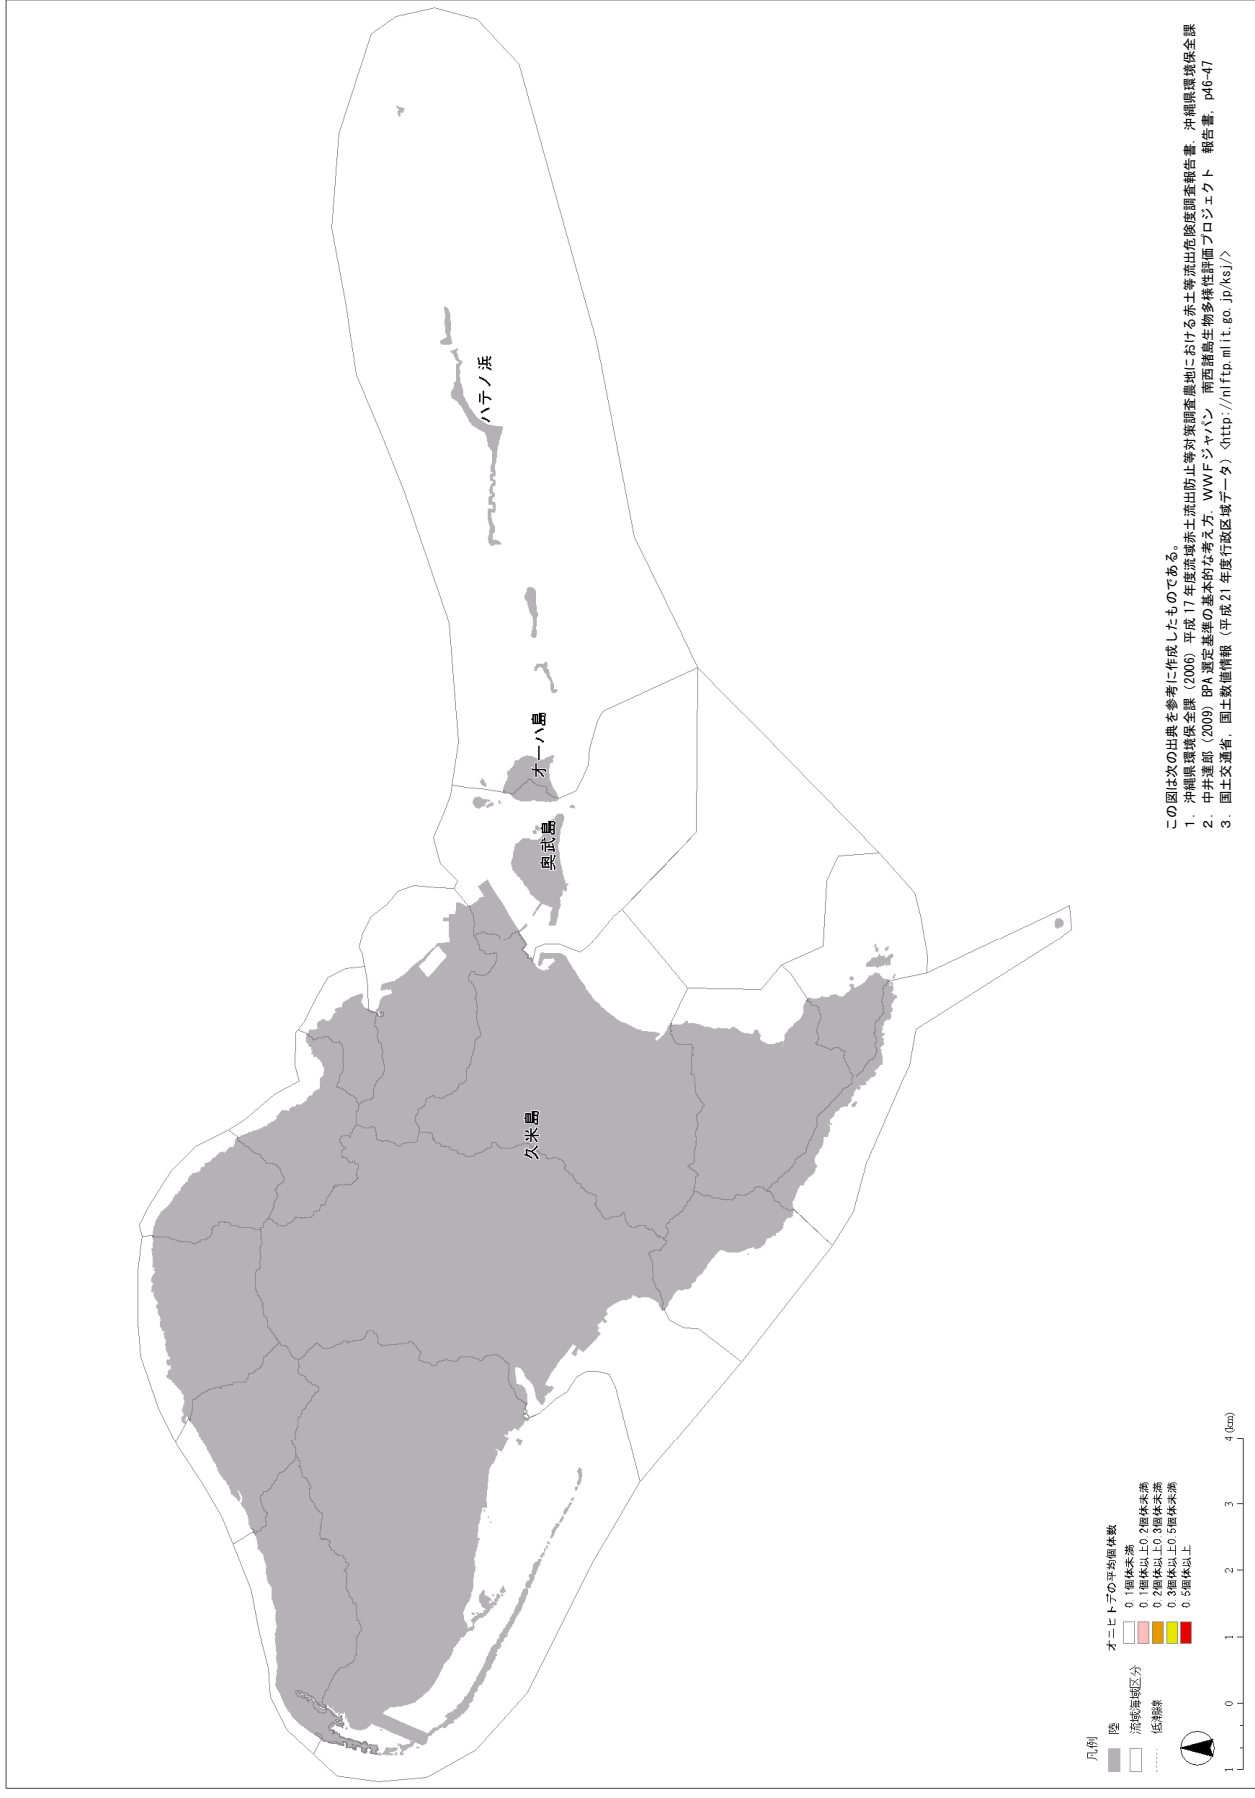 ハテノ浜
オーハ島
奥武島
久米島
この図は次の出典を参考に作成したものである。
1. 沖縄県環境保全課（2006）平成17年度流域赤土流出防止等対策調査農地における赤土等流出危険度調査報告書. 沖縄県環境保全課
2. 中井達郎（2009）BPA選定基準の基本的な考え方. WWFジャパン 南西諸島生物多様性評価プロジェクト 報告書, p46-47
3. 国土交通省, 国土数値情報（平成21年度行政区域データ）<http://nlftp.mlit.go.jp/ksj/>
凡例
陸
流域海域区分
低潮線
オニヒトデの平均個体数
0.1個体未満
0.1個体以上0.2個体未満
0.2個体以上0.3個体未満
0.3個体以上0.5個体未満
0.5個体以上
1 0 1 2 3 4 (km)